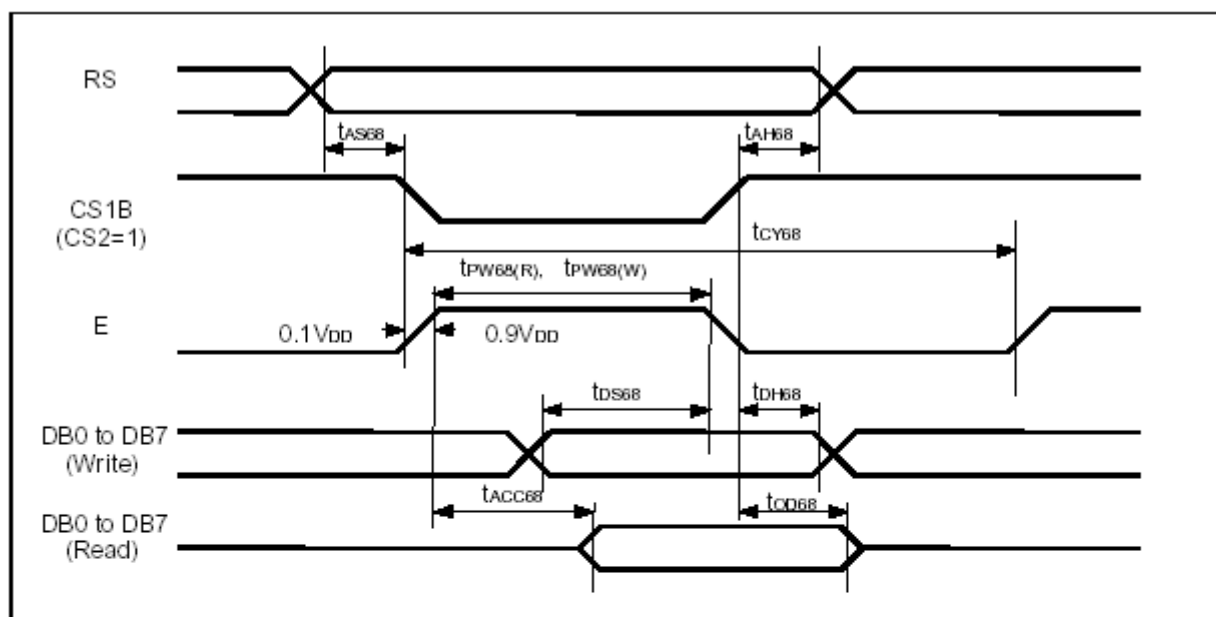 RS
tAS68
tAH68
CS1B
(CS2=1)
tCY68
tPW68(R), tPW68(W)
E
0.1VDD
0.9VDD
tDS68
tDH68
DB0 to DB7
(Write)
tACC68
tOD68
DB0 to DB7
(Read)